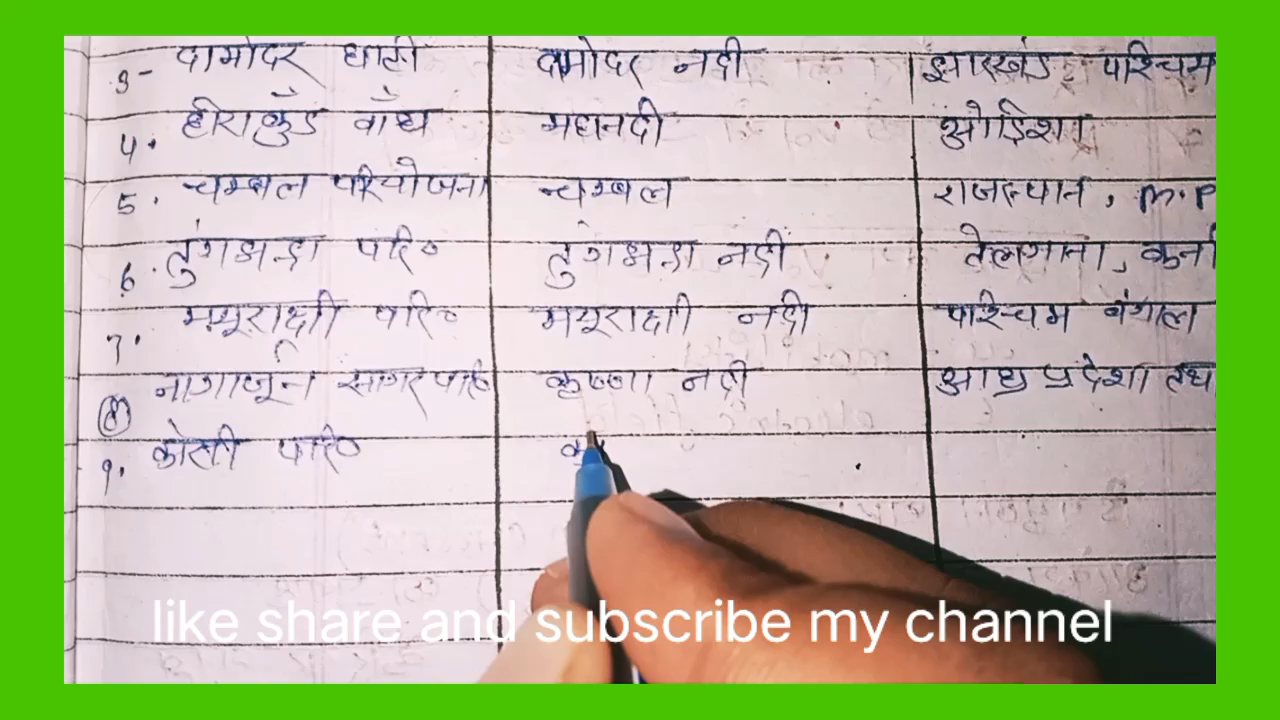 3- दामोदर घाटी दामोदर नदी झारखंड, पश्चिम
4. हीराकुँड बाँध महानदी ओडिशा
5. चम्बल परियोजना चम्बल राजस्थान, M.P
6. तुंगभद्रा परि० तुंगभद्रा नदी तेलंगाना, कर्ना
7. मयूराक्षी परि० मयूराक्षी नदी पश्चिम बंगाल
8 नागार्जुन सागर परि० कृष्णा नदी आंध्र प्रदेश तथ
9. कोसी परि० क
like share and subscribe my channel